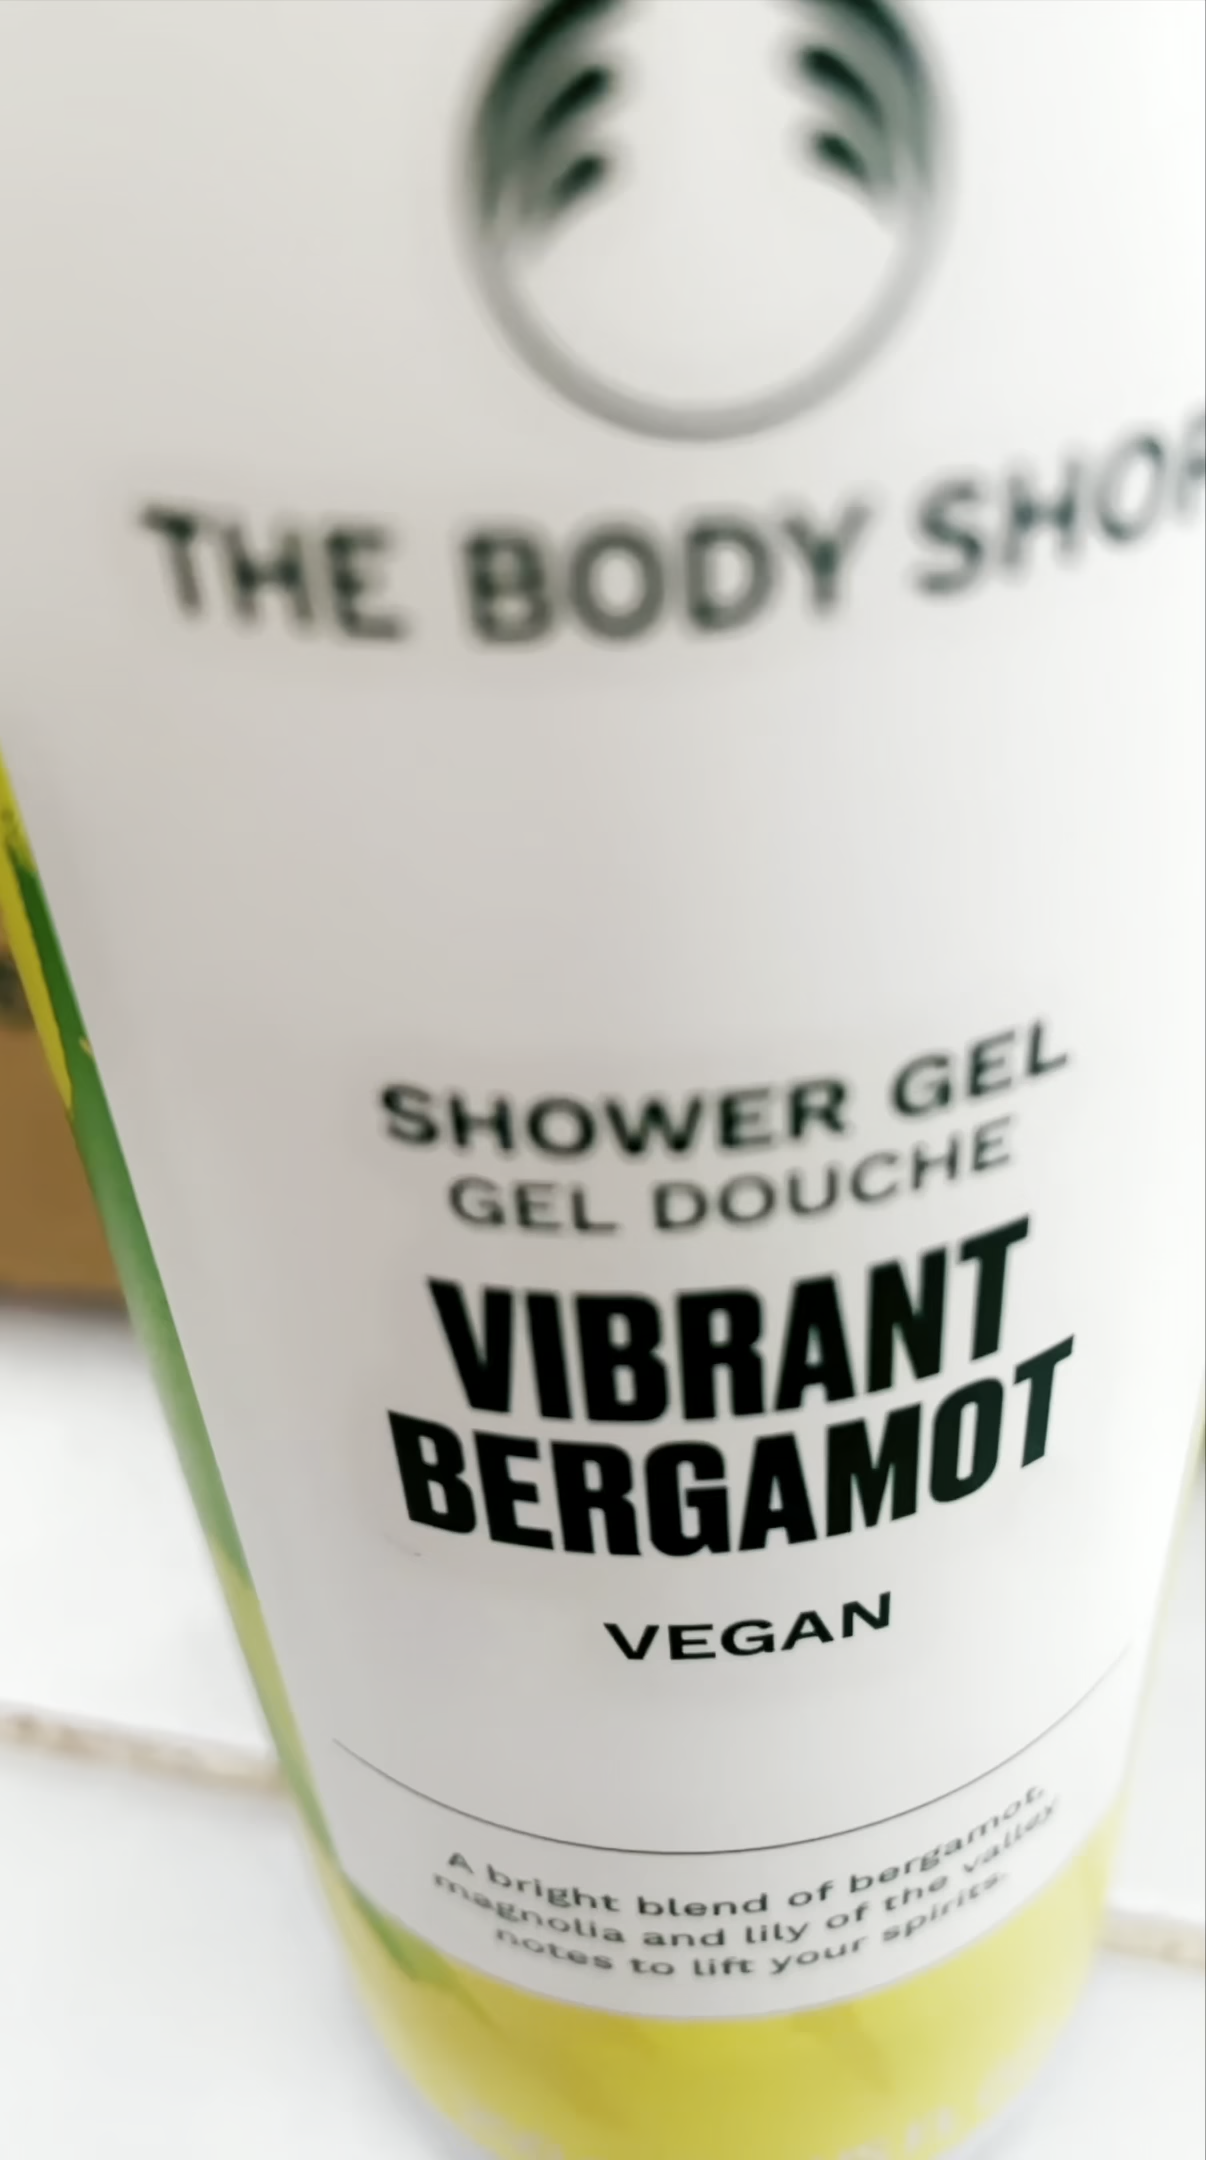 THE BODY SHOP
SHOWER GEL
GEL DOUCHE
VIBRANT
BERGAMOT
VEGAN
A bright blend of bergamot,
magnolia and lily of the valley
notes to lift your spirits.